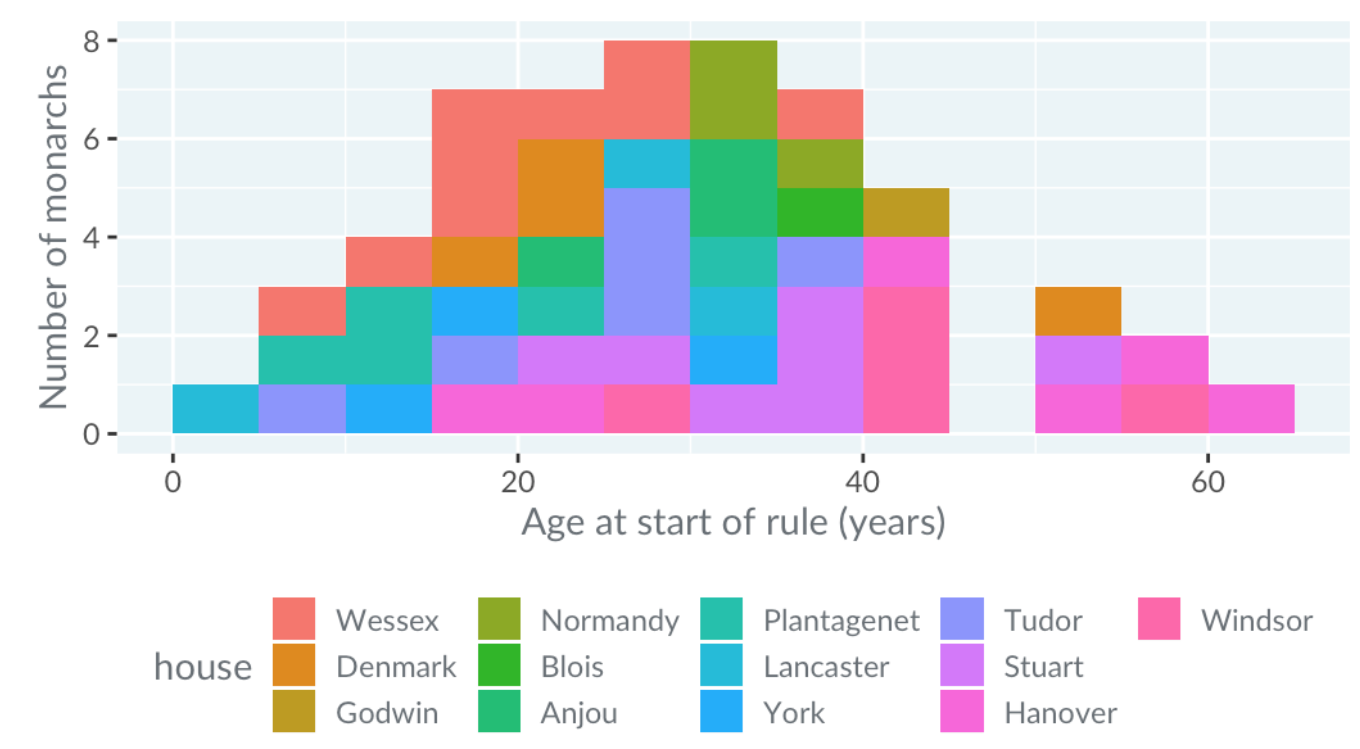 8
6
4
2
0
Number of monarchs
0 20 40 60
Age at start of rule (years)
house
Wessex Normandy Plantagenet Tudor Windsor
Denmark Blois Lancaster Stuart
Godwin Anjou York Hanover